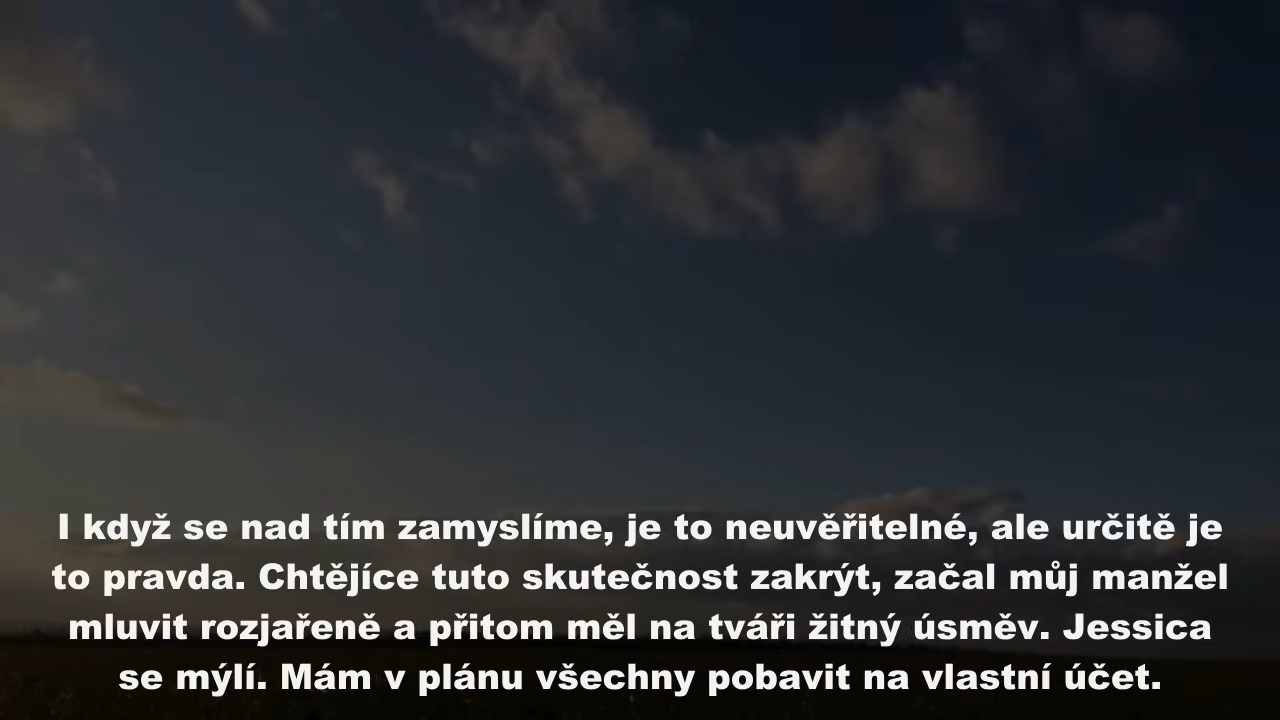 I když se nad tím zamyslíme, je to neuvěřitelné, ale určitě je
to pravda. Chtějíce tuto skutečnost zakrýt, začal můj manžel
mluvit rozjařeně a přitom měl na tváři žitný úsměv. Jessica
se mýlí. Mám v plánu všechny pobavit na vlastní účet.